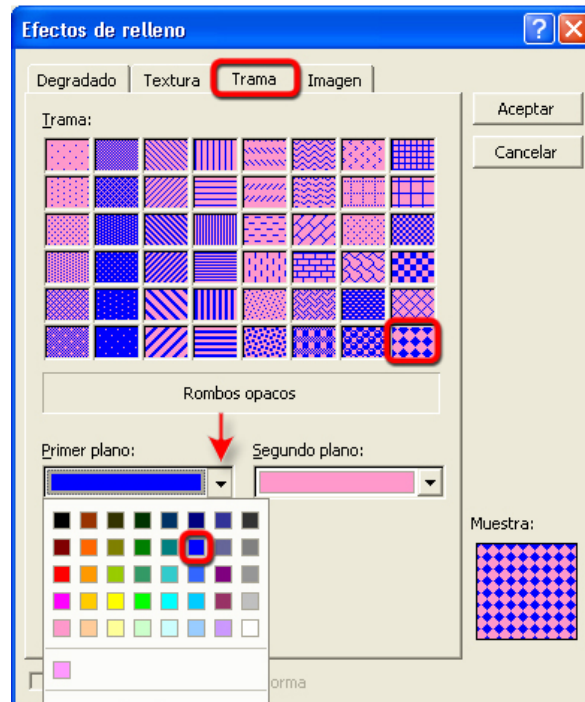 Efectos de relleno
Degradado Textura Trama Imagen
Aceptar
Cancelar
Trama:
Rombos opacos
Primer plano: Segundo plano:
Muestra:
orma